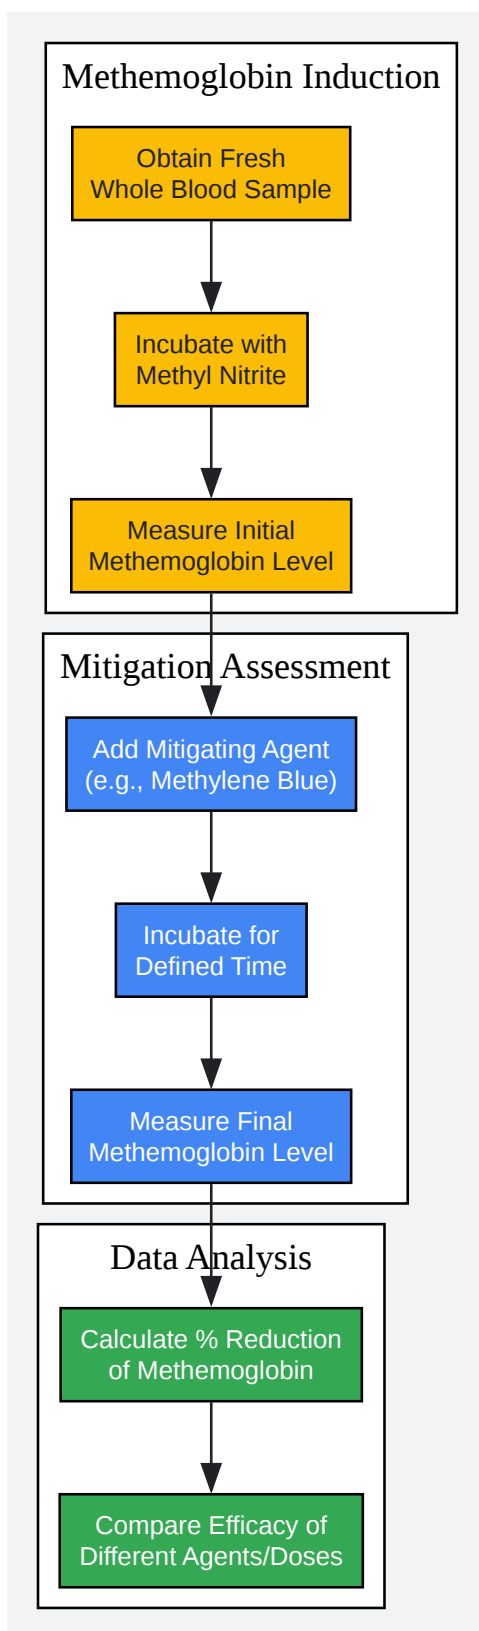 Methemoglobin Induction
Obtain Fresh
Whole Blood Sample
Incubate with
Methyl Nitrite
Measure Initial
Methemoglobin Level
Mitigation Assessment
Add Mitigating Agent
(e.g., Methylene Blue)
Incubate for
Defined Time
Measure Final
Methemoglobin Level
Data Analysis
Calculate % Reduction
of Methemoglobin
Compare Efficacy of
Different Agents/Doses